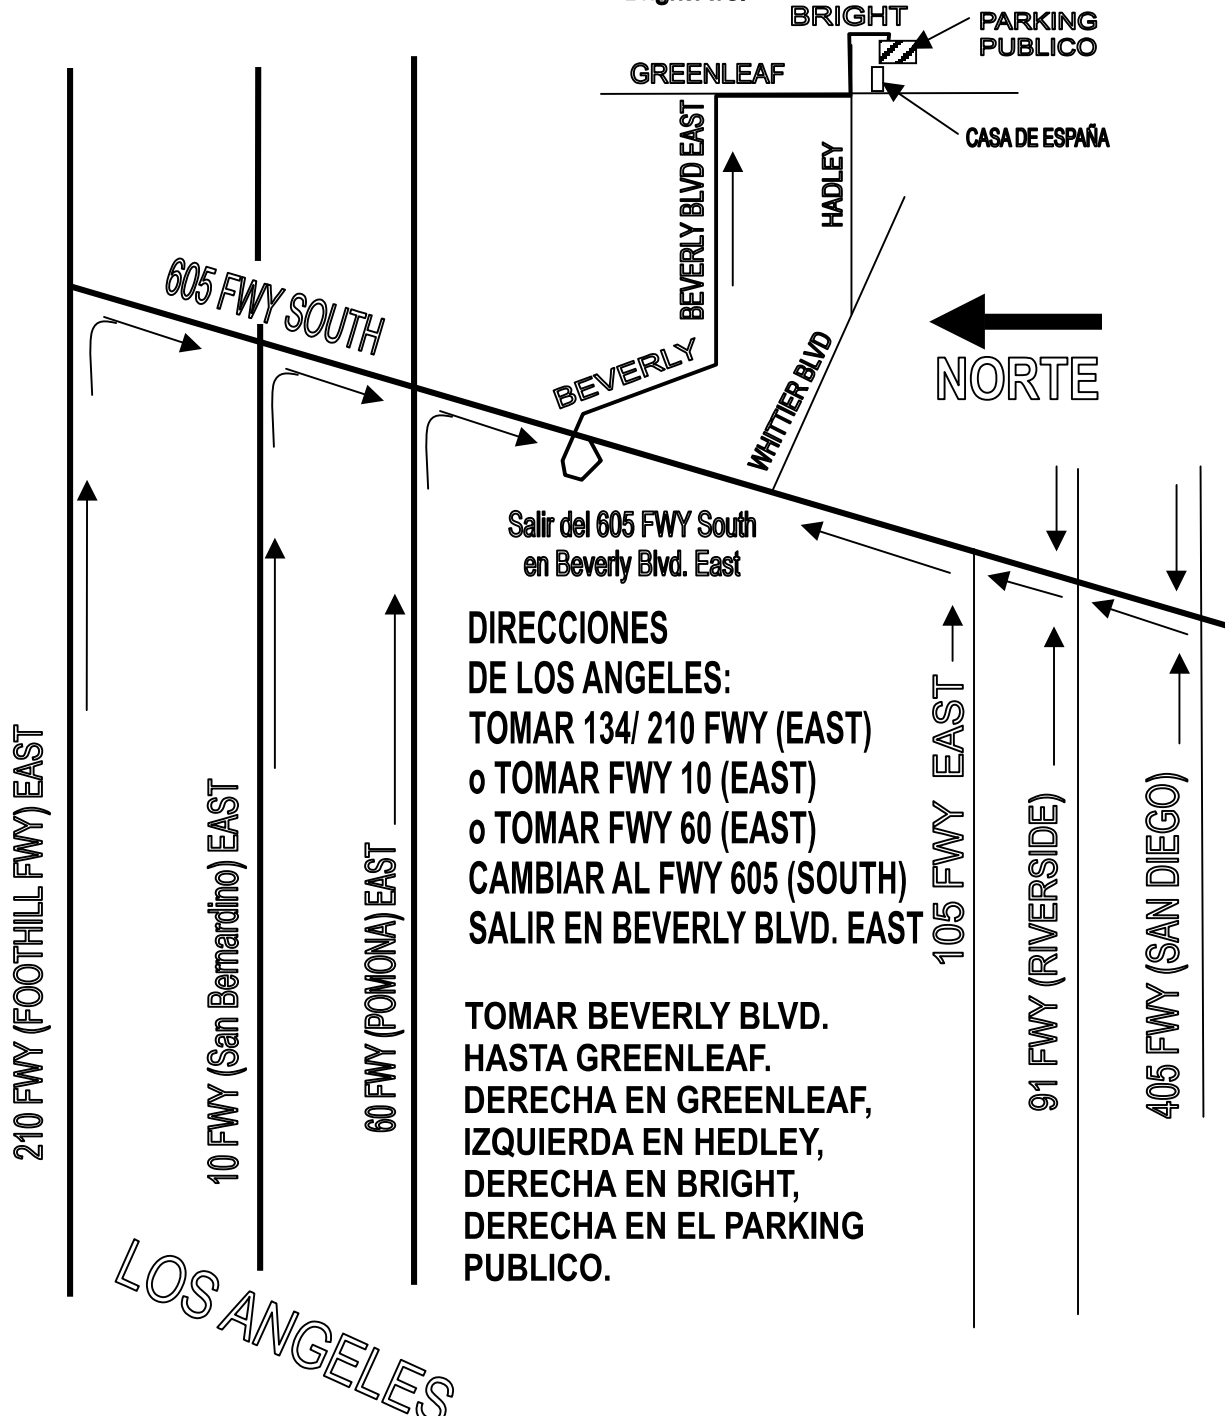 BRIGHT
PARKING
PUBLICO
GREENLEAF
CASA DE ESPAÑA
BEVERLY BLVD EAST
HADLEY
605 FWY SOUTH
BEVERLY
WHITTIER BLVD
NORTE
Salir del 605 FWY South
en Beverly Blvd. East
DIRECCIONES
DE LOS ANGELES:
TOMAR 134/ 210 FWY (EAST)
o TOMAR FWY 10 (EAST)
o TOMAR FWY 60 (EAST)
CAMBIAR AL FWY 605 (SOUTH)
SALIR EN BEVERLY BLVD. EAST
TOMAR BEVERLY BLVD.
HASTA GREENLEAF.
DERECHA EN GREENLEAF,
IZQUIERDA EN HEDLEY,
DERECHA EN BRIGHT,
DERECHA EN EL PARKING
PUBLICO.
210 FWY (FOOTHILL FWY) EAST
10 FWY (San Bernardino) EAST
60 FWY (POMONA) EAST
105 FWY EAST
91 FWY (RIVERSIDE)
405 FWY (SAN DIEGO)
LOS ANGELES